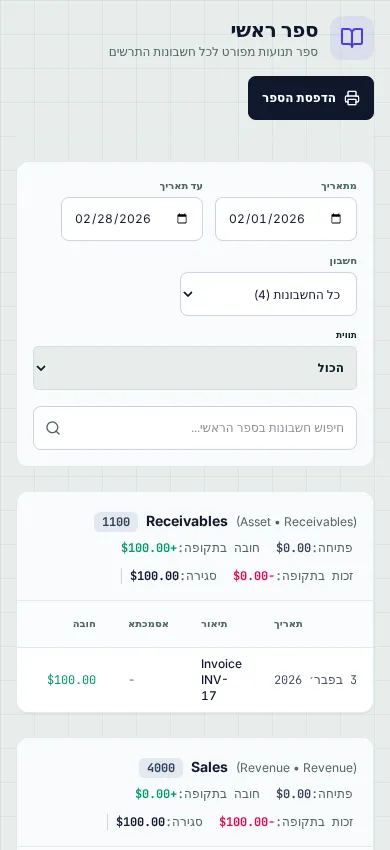 ספר ראשי
ספר תנועות מפורט לכל חשבונות התרשים
הדפסת הספר
מתאריך
עד תאריך
02/01/2026
02/28/2026
חשבון
כל החשבונות (4)
תווית
הכול
חיפוש חשבונות בספר הראשי...
1100 Receivables (Asset • Receivables)
פתיחה: $0.00 חובה בתקופה: +$100.00
זכות בתקופה: -$0.00 סגירה: $100.00
תאריך תיאור אסמכתא חובה
3 בפבר׳ 2026 Invoice INV-17 - $100.00
4000 Sales (Revenue • Revenue)
פתיחה: $0.00 חובה בתקופה: +$0.00
זכות בתקופה: -$100.00 סגירה: $100.00